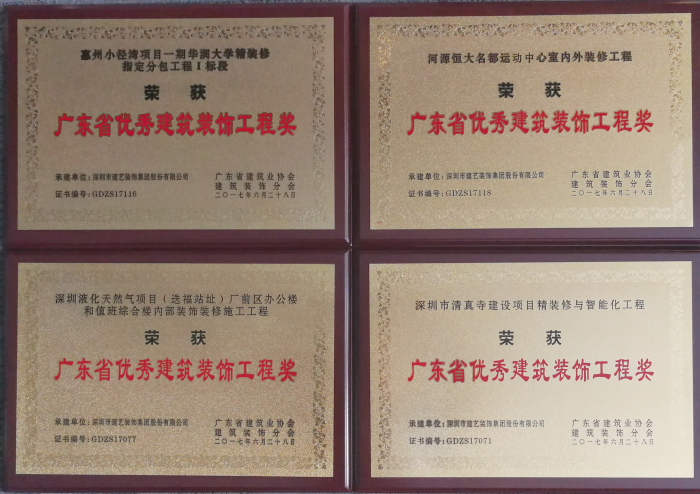 惠州小径湾项目一期华润大学精装修
指定分包工程I标段
荣 获
广东省优秀建筑装饰工程奖
承建单位:深圳市建艺装饰集团股份有限公司
证书编号:GDZS17116
广东省建筑业协会
建筑装饰分会
二〇一七年六月二十八日
河源恒大名都运动中心室内外装修工程
荣 获
广东省优秀建筑装饰工程奖
承建单位:深圳市建艺装饰集团股份有限公司
证书编号:GDZS17118
广东省建筑业协会
建筑装饰分会
二〇一七年六月二十八日
深圳液化天然气项目(迭福站址)厂前区办公楼
和值班综合楼内部装饰装修施工工程
荣 获
广东省优秀建筑装饰工程奖
承建单位:深圳市建艺装饰集团股份有限公司
证书编号:GDZS17077
广东省建筑业协会
建筑装饰分会
二〇一七年六月二十八日
深圳市清真寺建设项目精装修与智能化工程
荣 获
广东省优秀建筑装饰工程奖
承建单位:深圳市建艺装饰集团股份有限公司
证书编号:GDZS17071
广东省建筑业协会
建筑装饰分会
二〇一七年六月二十八日